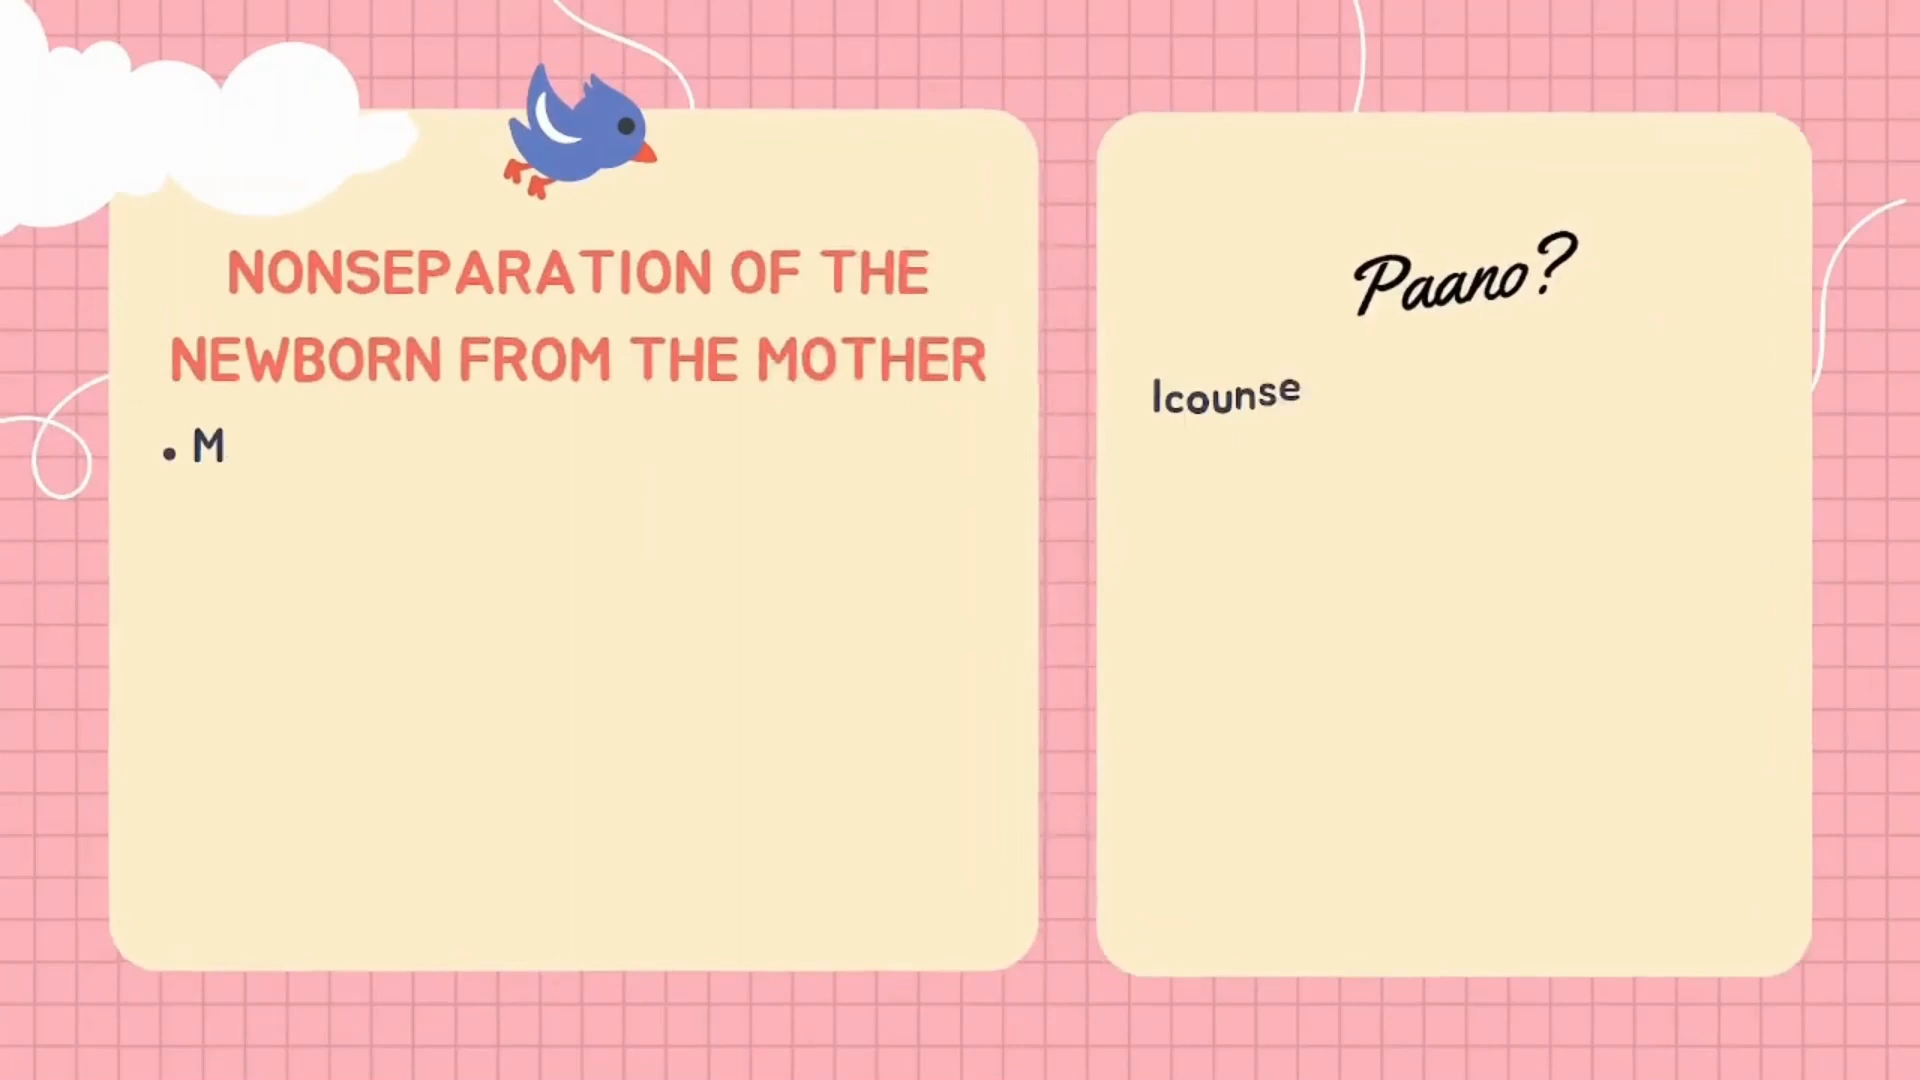 NONSEPARATION OF THE
NEWBORN FROM THE MOTHER
• M
Paano?
Icounse